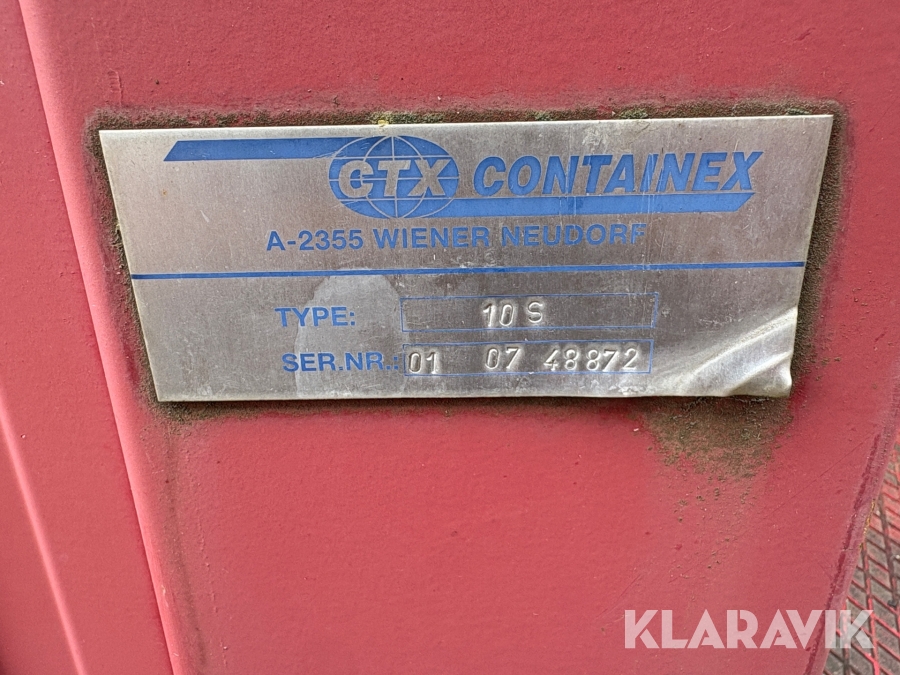 CTX CONTAINEX
A-2355 WIENER NEUDORF
TYPE: 10 S
SER.NR.: 01 07 48872
KLARAVIK